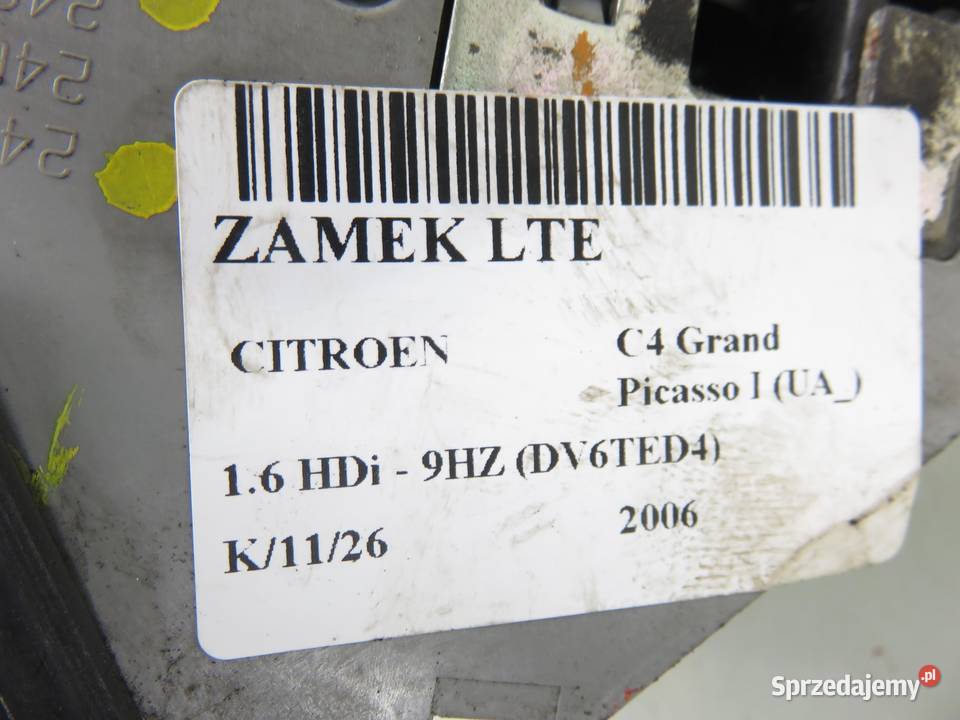 ZAMEK LTE
CITROEN
C4 Grand
Picasso I (UA_)
1.6 HDi - 9HZ (DV6TED4)
K/11/26
2006
Sprzedajemy.pl